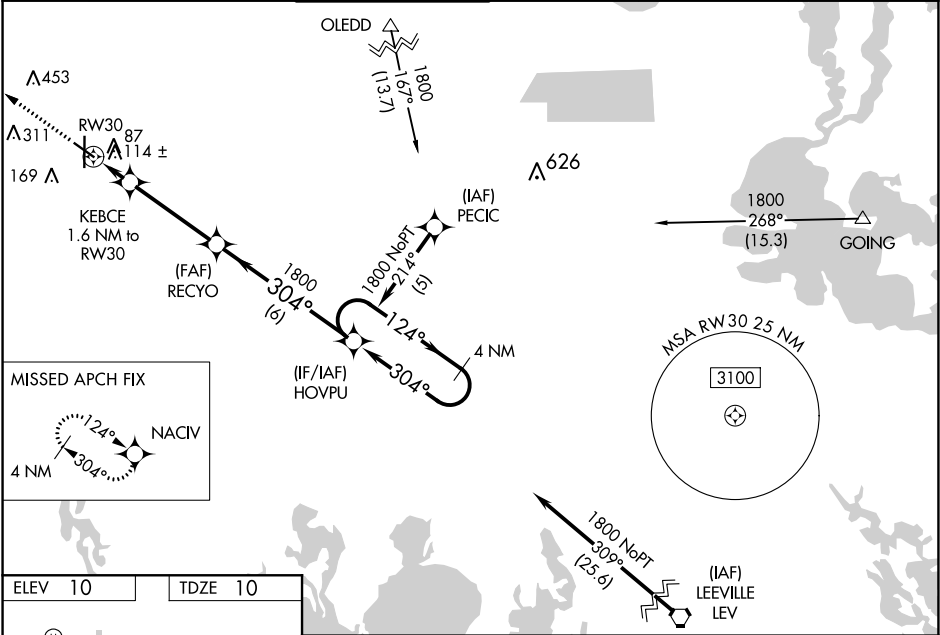 OLEDD
1800
167°
(13.7)
453
311
RW30
87
114 ±
169
626
KEBCE
1.6 NM to
RW30
(IAF)
PECIC
1800
268°
(15.3)
GOING
(FAF)
RECYO
1800
304°
(6)
1800 NoPT
214°
(5)
124°
4 NM
304°
(IF/IAF)
HOVPU
MSA RW30 25 NM
3100
MISSED APCH FIX
124°
NACIV
304°
4 NM
1800 NoPT
309°
(25.6)
(IAF)
LEEVILLE
LEV
ELEV 10
TDZE 10